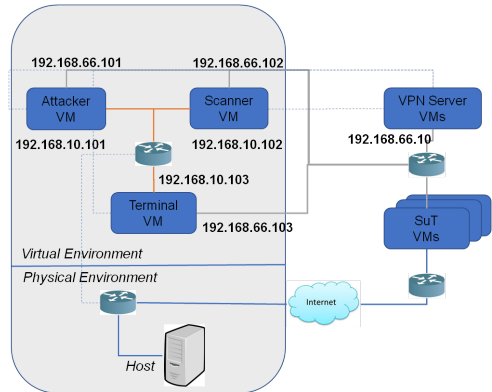 192.168.66.101
192.168.66.102
Attacker
VM
Scanner
VM
VPN Server
VMs
192.168.10.101
192.168.10.102
192.168.66.10
192.168.10.103
Terminal
VM
192.168.66.103
SuT
VMs
Virtual Environment
Physical Environment
Internet
Host